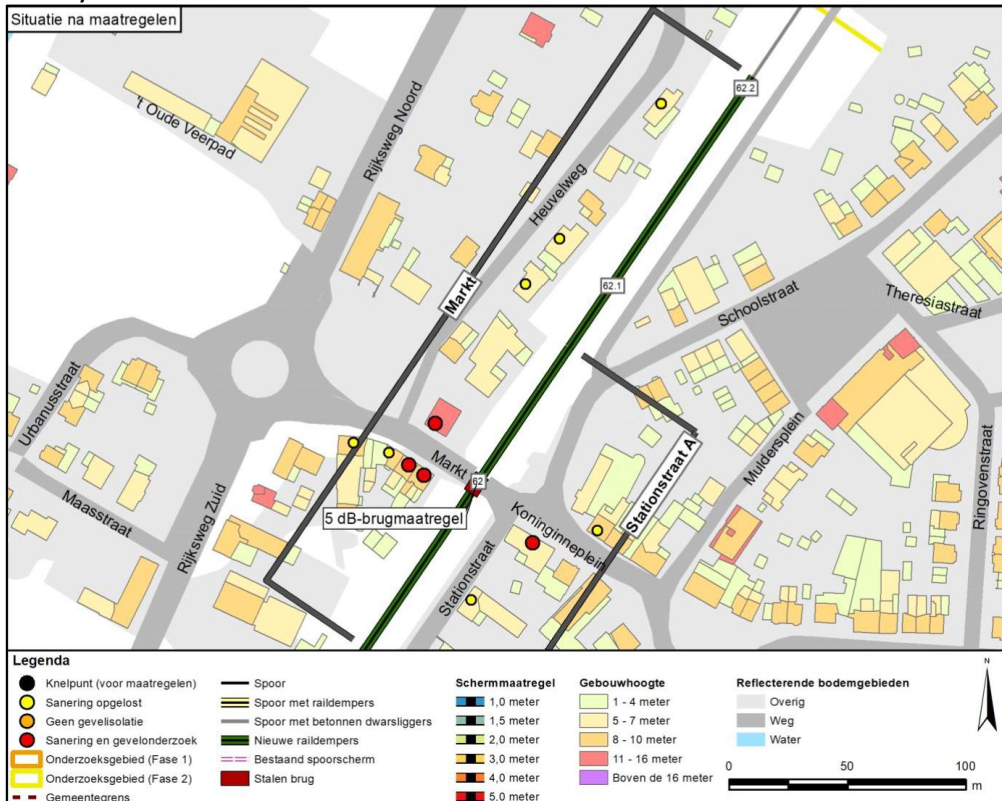 Situatie na maatregelen
't Oude Veerpad
Rijksweg Noord
62.2
Heuvelweg
62.1
Markt
Schoolstraat
Theresiastraat
Urbanusstraat
Markt
62
5 dB-brugmaatregel
Stationstraat A
Muldersplein
Ringovenstraat
Maasstraat
Rijksweg Zuid
Stationstraat
Koninginneplein
Legenda
Knelpunt (voor maatregelen)
Sanering opgelost
Geen gevelisolatie
Sanering en gevelonderzoek
Onderzoeksgebied (Fase 1)
Onderzoeksgebied (Fase 2)
Gemeentegrens
Spoor
Spoor met raildempers
Spoor met betonnen dwarsliggers
Nieuwe raildempers
Bestaand spoorscherm
Stalen brug
Schermmaatregel
1,0 meter
1,5 meter
2,0 meter
3,0 meter
4,0 meter
5,0 meter
Gebouwhoogte
1 - 4 meter
5 - 7 meter
8 - 10 meter
11 - 16 meter
Boven de 16 meter
Reflecterende bodemgebieden
Overig
Weg
Water
N
0 50 100
m